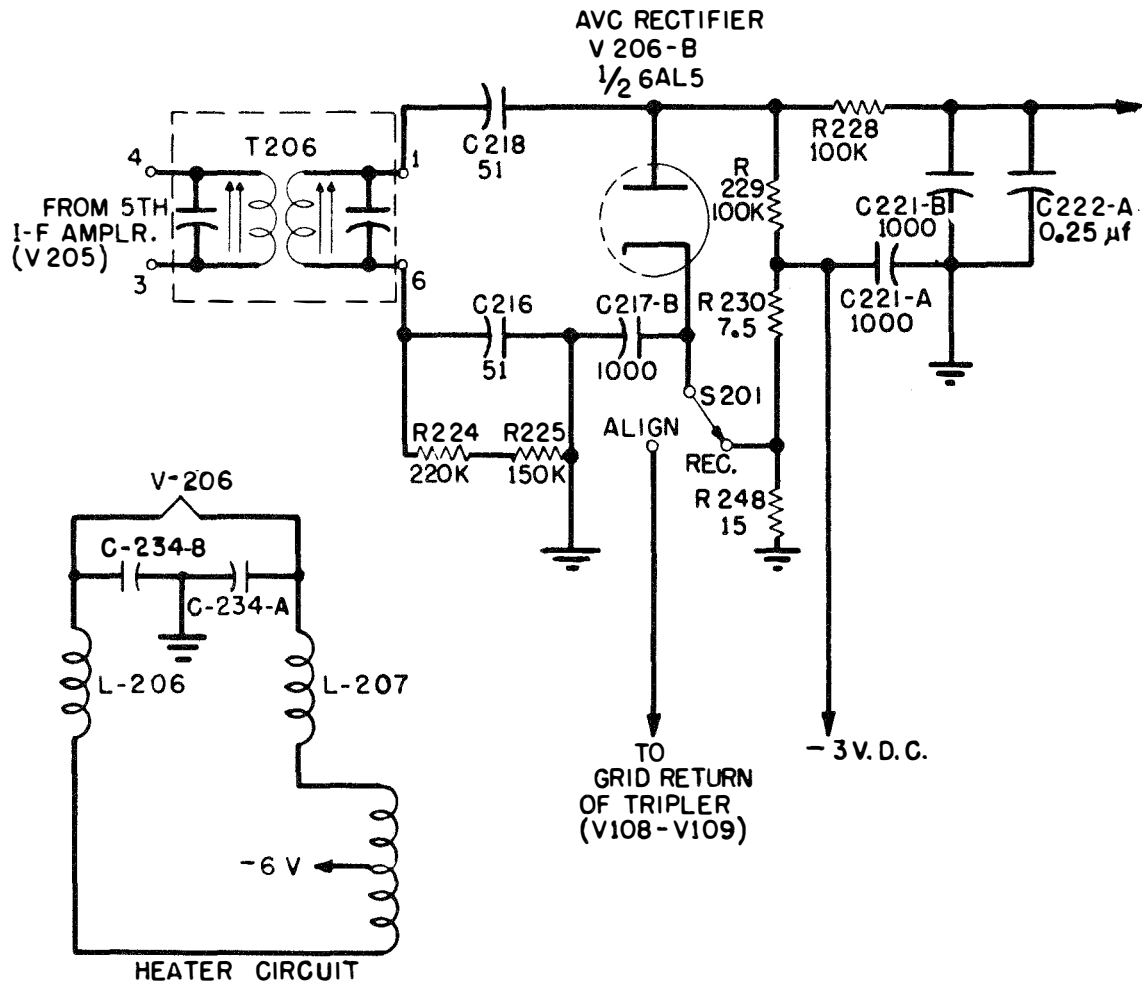 AVC RECTIFIER
V 206-B
1/2 6AL5
T206
4
1
3
6
FROM 5TH
I-F AMPLR.
(V205)
C218
51
R228
100K
R
229
100K
C221-B
1000
C222-A
0.25 µf
C221-A
1000
R230
7.5
C216
51
C217-B
1000
S201
ALIGN
REC.
R224
220K
R225
150K
R248
15
V-206
C-234-B
C-234-A
L-206
L-207
-6 V
HEATER CIRCUIT
TO
GRID RETURN
OF TRIPLER
(V108-V109)
-3 V. D. C.